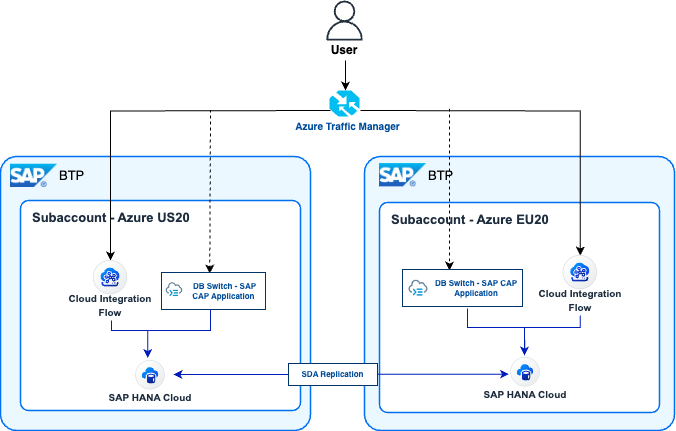 User
Azure Traffic Manager
SAP® BTP
Subaccount - Azure US20
Cloud Integration
Flow
DB Switch - SAP
CAP Application
SAP HANA Cloud
SDA Replication
SAP® BTP
Subaccount - Azure EU20
DB Switch - SAP CAP
Application
Cloud Integration
Flow
SAP HANA Cloud